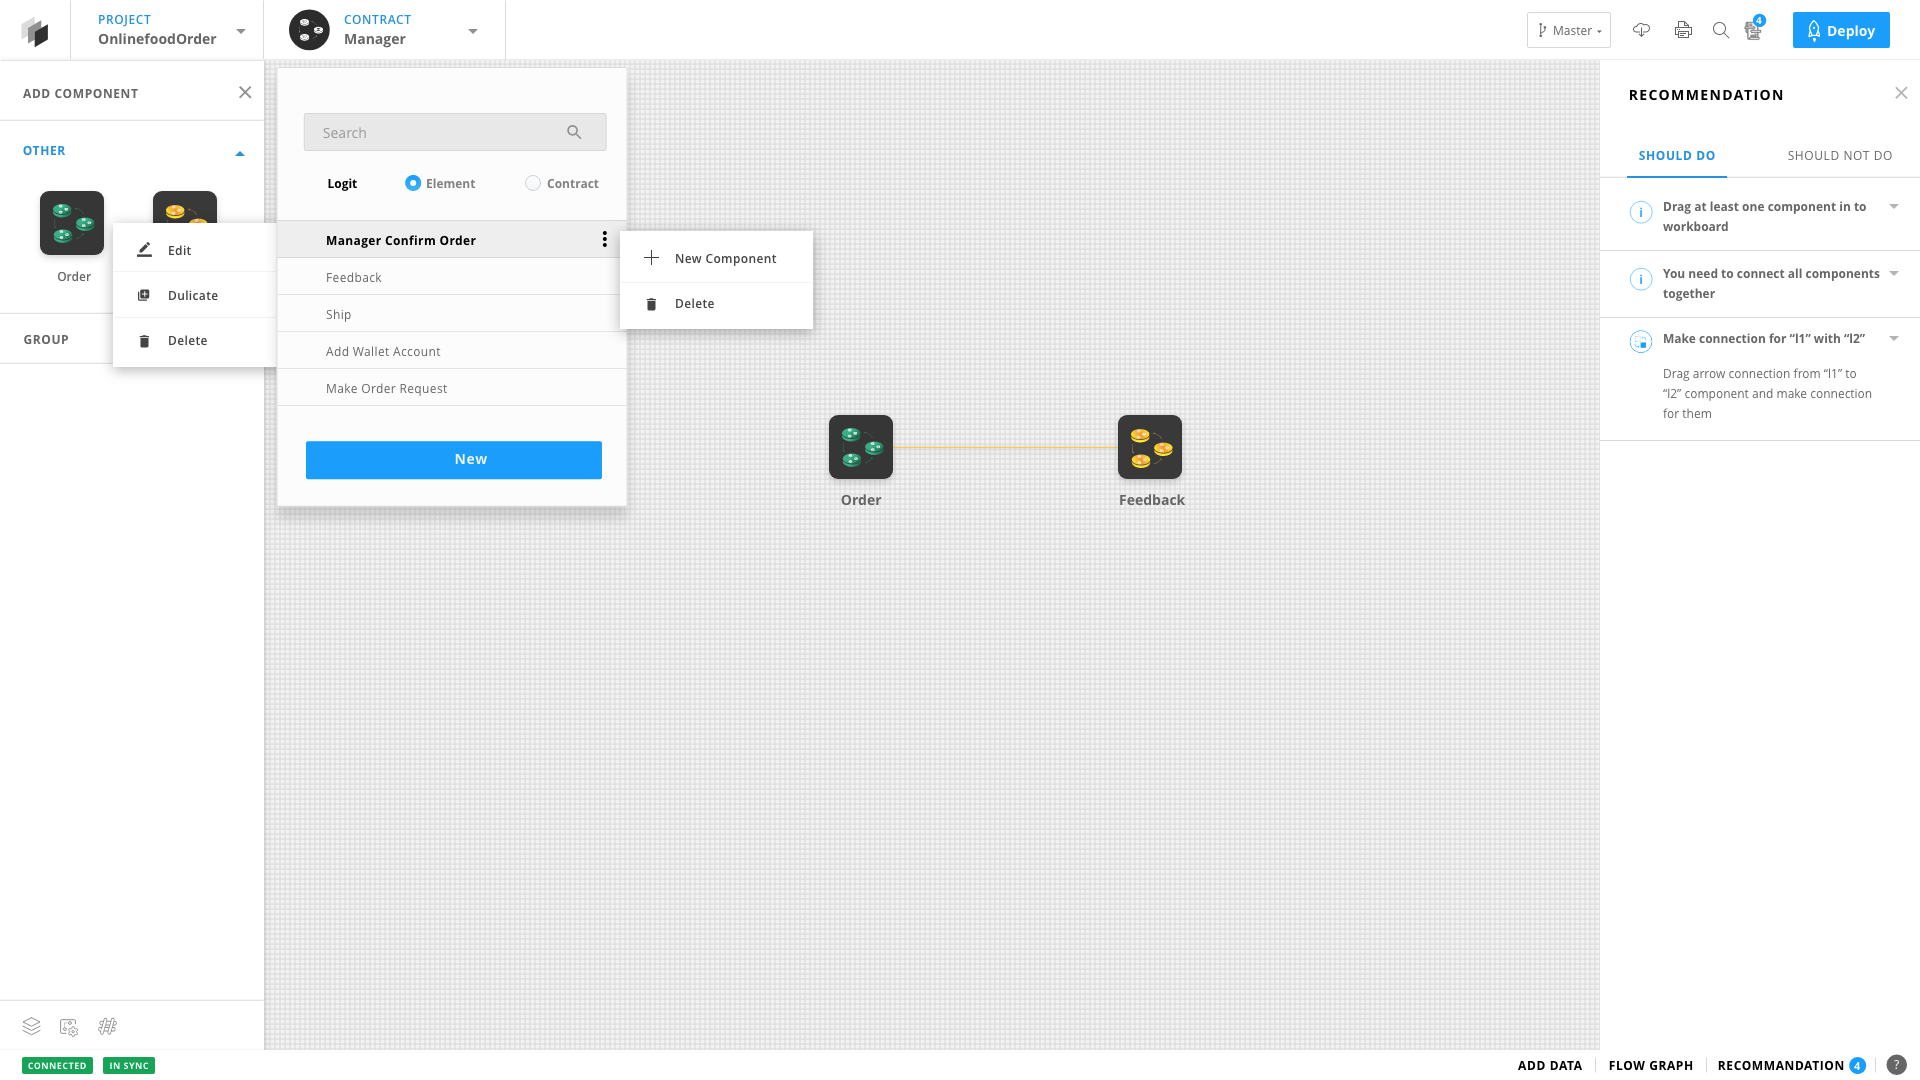 PROJECT
OnlinefoodOrder
CONTRACT
Manager
Master
4
Deploy
ADD COMPONENT
OTHER
Order
GROUP
Edit
Dulicate
Delete
Search
Logit
Element
Contract
Manager Confirm Order
Feedback
Ship
Add Wallet Account
Make Order Request
New
New Component
Delete
Order
Feedback
RECOMMENDATION
SHOULD DO
SHOULD NOT DO
Drag at least one component in to
workboard
You need to connect all components
together
Make connection for “l1” with “l2”
Drag arrow connection from “l1” to
“l2” component and make connection
for them
CONNECTED
IN SYNC
ADD DATA
FLOW GRAPH
RECOMMANDATION
4
?